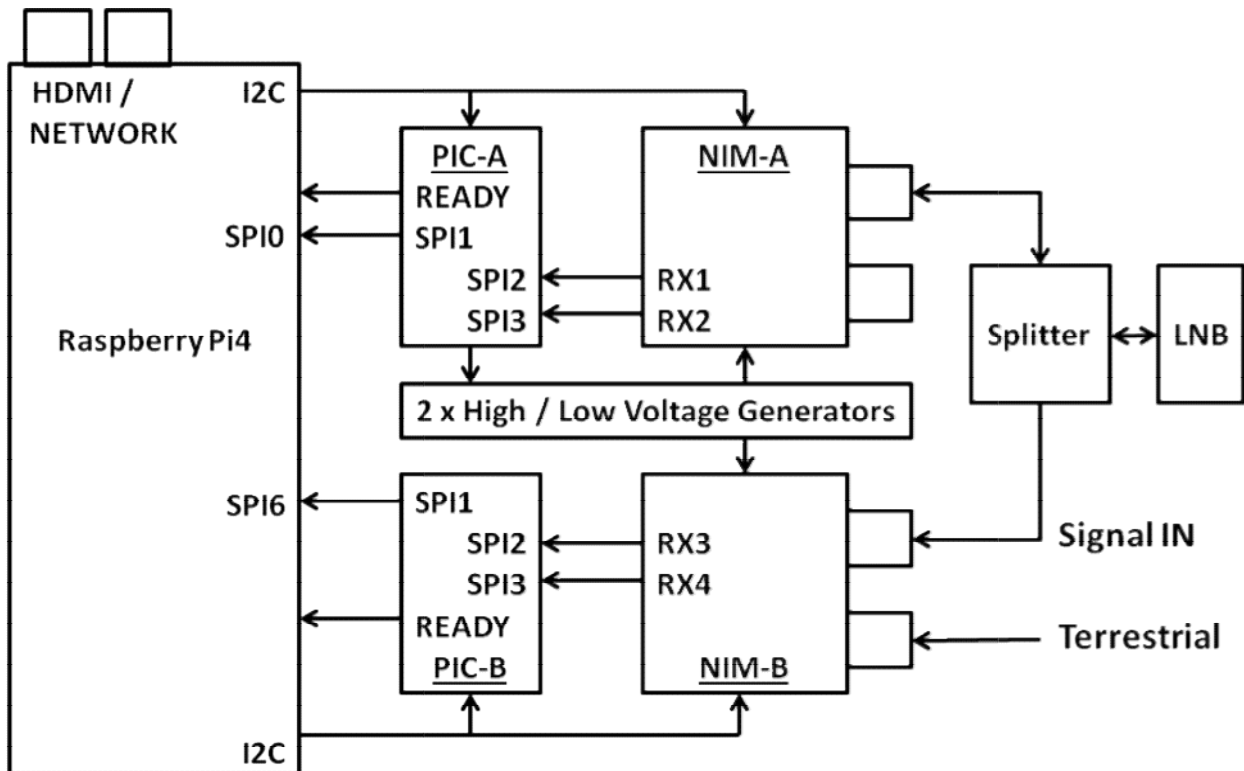 HDMI /
NETWORK
I2C
PIC-A
NIM-A
READY
SPI0
SPI1
SPI2
RX1
SPI3
RX2
Raspberry Pi4
Splitter
LNB
2 x High / Low Voltage Generators
SPI6
SPI1
SPI2
RX3
Signal IN
SPI3
RX4
READY
Terrestrial
PIC-B
NIM-B
I2C